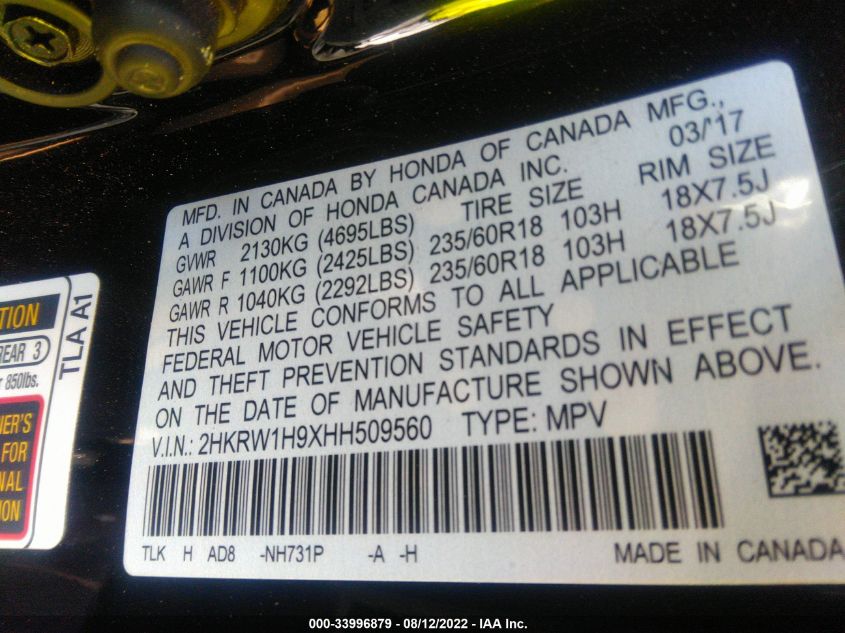 MFD. IN CANADA BY HONDA OF CANADA MFG.,
A DIVISION OF HONDA CANADA INC. 03/'17
GVWR 2130KG (4695LBS) TIRE SIZE RIM SIZE
GAWR F 1100KG (2425LBS) 235/60R18 103H 18X7.5J
GAWR R 1040KG (2292LBS) 235/60R18 103H 18X7.5J
THIS VEHICLE CONFORMS TO ALL APPLICABLE
FEDERAL MOTOR VEHICLE SAFETY
AND THEFT PREVENTION STANDARDS IN EFFECT
ON THE DATE OF MANUFACTURE SHOWN ABOVE.
V.I.N.: 2HKRW1H9XHH509560 TYPE: MPV
TLK H AD8 -NH731P -A -H MADE IN CANADA
TION
REAR 3
r 850lbs.
TLA A1
NER'S
FOR
NAL
ION
000-33996879 - 08/12/2022 - IAA Inc.